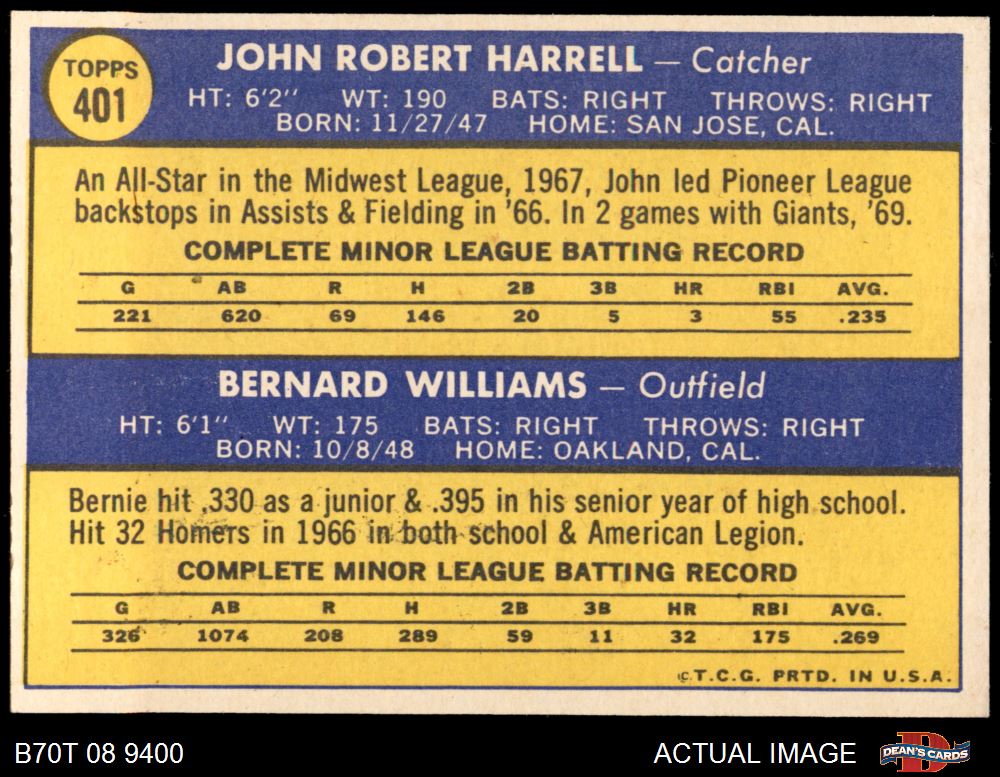 TOPPS
401
JOHN ROBERT HARRELL — Catcher
HT: 6'2" WT: 190 BATS: RIGHT THROWS: RIGHT
BORN: 11/27/47 HOME: SAN JOSE, CAL.
An All-Star in the Midwest League, 1967, John led Pioneer League
backstops in Assists & Fielding in '66. In 2 games with Giants, '69.
COMPLETE MINOR LEAGUE BATTING RECORD
G AB R H 2B 3B HR RBI AVG.
221 620 69 146 20 5 3 55 .235
BERNARD WILLIAMS — Outfield
HT: 6'1" WT: 175 BATS: RIGHT THROWS: RIGHT
BORN: 10/8/48 HOME: OAKLAND, CAL.
Bernie hit .330 as a junior & .395 in his senior year of high school.
Hit 32 Homers in 1966 in both school & American Legion.
COMPLETE MINOR LEAGUE BATTING RECORD
G AB R H 2B 3B HR RBI AVG.
326 1074 208 289 59 11 32 175 .269
©T.C.G. PRTD. IN U.S.A.
B70T 08 9400
ACTUAL IMAGE
D
DEAN'S CARDS